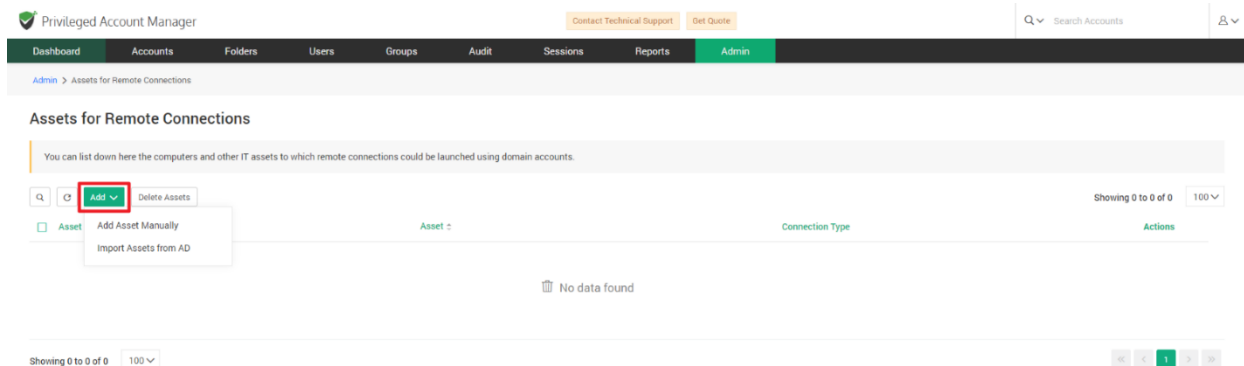 Privileged Account Manager Contact Technical Support Get Quote Search Accounts
Dashboard Accounts Folders Users Groups Audit Sessions Reports Admin
Admin > Assets for Remote Connections
Assets for Remote Connections
You can list down here the computers and other IT assets to which remote connections could be launched using domain accounts.
Add Delete Assets Showing 0 to 0 of 0 100
Asset Asset Connection Type Actions
Add Asset Manually
Import Assets from AD
No data found
Showing 0 to 0 of 0 100 « < 1 > »